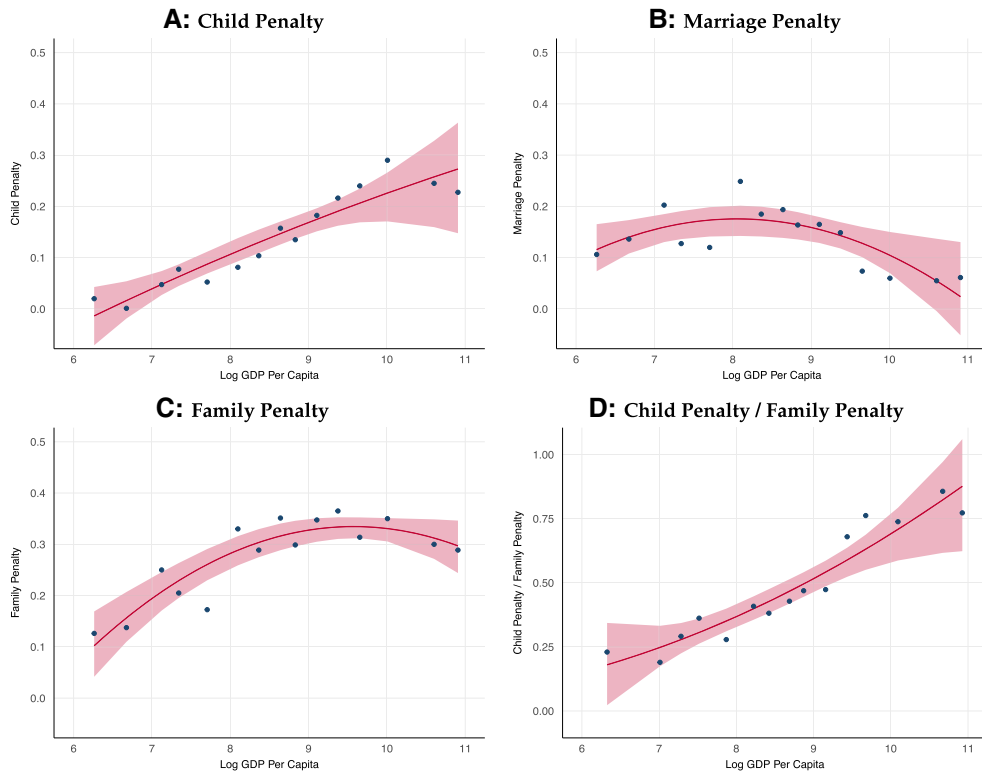 A: Child Penalty
0.5
0.4
0.3
0.2
0.1
0.0
Child Penalty
6 7 8 9 10 11
Log GDP Per Capita
B: Marriage Penalty
0.5
0.4
0.3
0.2
0.1
0.0
Marriage Penalty
6 7 8 9 10 11
Log GDP Per Capita
C: Family Penalty
0.5
0.4
0.3
0.2
0.1
0.0
Family Penalty
6 7 8 9 10 11
Log GDP Per Capita
D: Child Penalty / Family Penalty
1.00
0.75
0.50
0.25
0.00
Child Penalty / Family Penalty
6 7 8 9 10 11
Log GDP Per Capita